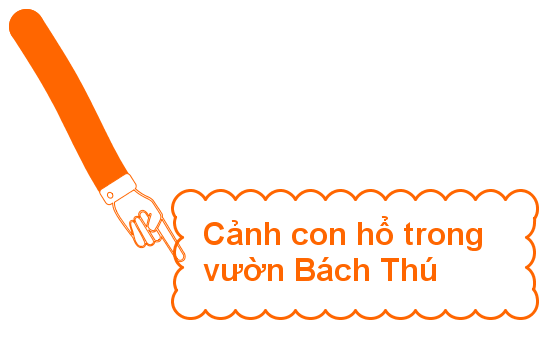 Cảnh con hổ trong
vườn Bách Thú